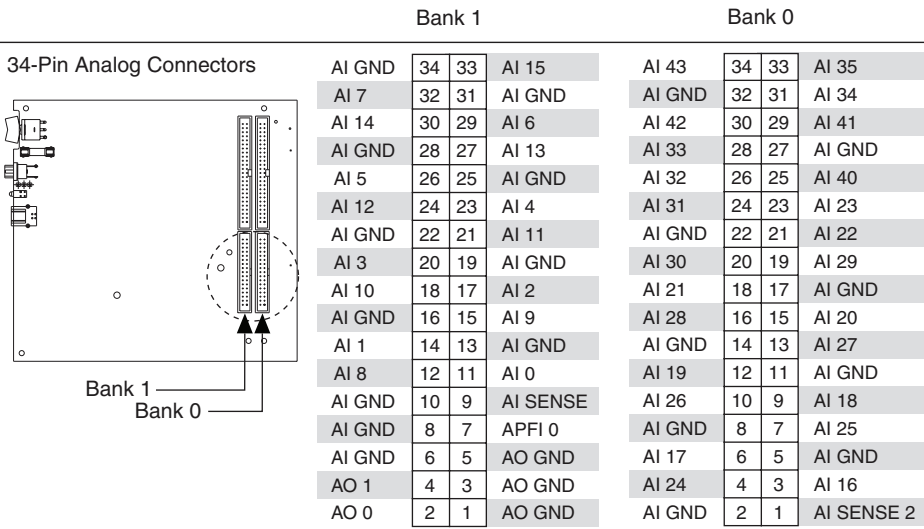 Bank 1 Bank 0
34-Pin Analog Connectors
AI GND 34 33 AI 15 AI 43 34 33 AI 35
AI 7 32 31 AI GND AI GND 32 31 AI 34
AI 14 30 29 AI 6 AI 42 30 29 AI 41
AI GND 28 27 AI 13 AI 33 28 27 AI GND
AI 5 26 25 AI GND AI 32 26 25 AI 40
AI 12 24 23 AI 4 AI 31 24 23 AI 23
AI GND 22 21 AI 11 AI GND 22 21 AI 22
AI 3 20 19 AI GND AI 30 20 19 AI 29
AI 10 18 17 AI 2 AI 21 18 17 AI GND
AI GND 16 15 AI 9 AI 28 16 15 AI 20
AI 1 14 13 AI GND AI GND 14 13 AI 27
AI 8 12 11 AI 0 AI 19 12 11 AI GND
AI GND 10 9 AI SENSE AI 26 10 9 AI 18
AI GND 8 7 APFI 0 AI GND 8 7 AI 25
AI GND 6 5 AO GND AI 17 6 5 AI GND
AO 1 4 3 AO GND AI 24 4 3 AI 16
AO 0 2 1 AO GND AI GND 2 1 AI SENSE 2
Bank 1
Bank 0